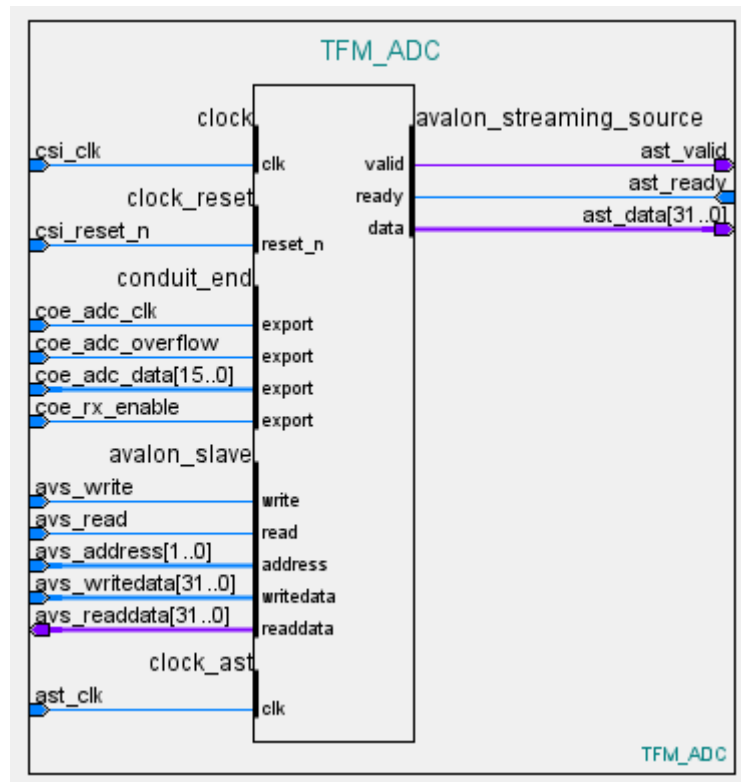 TFM_ADC
clock
avalon_streaming_source
csi_clk
clk
valid
ast_valid
clock_reset
ready
ast_ready
csi_reset_n
reset_n
data
ast_data[31..0]
conduit_end
coe_adc_clk
export
coe_adc_overflow
export
coe_adc_data[15..0]
export
coe_rx_enable
export
avalon_slave
avs_write
write
avs_read
read
avs_address[1..0]
address
avs_writedata[31..0]
writedata
avs_readdata[31..0]
readdata
clock_ast
ast_clk
clk
TFM_ADC